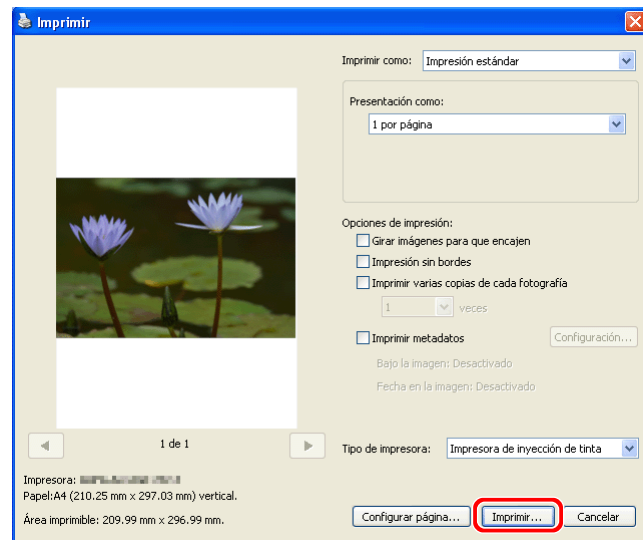 Imprimir
Imprimir como: Impresión estándar
Presentación como:
1 por página
Opciones de impresión:
Girar imágenes para que encajen
Impresión sin bordes
Imprimir varias copias de cada fotografía
1 veces
Imprimir metadatos Configuración...
Bajo la imagen: Desactivado
Fecha en la imagen: Desactivado
1 de 1
Tipo de impresora: Impresora de inyección de tinta
Impresora:
Papel:A4 (210.25 mm x 297.03 mm) vertical.
Área imprimible: 209.99 mm x 296.99 mm.
Configurar página... Imprimir... Cancelar